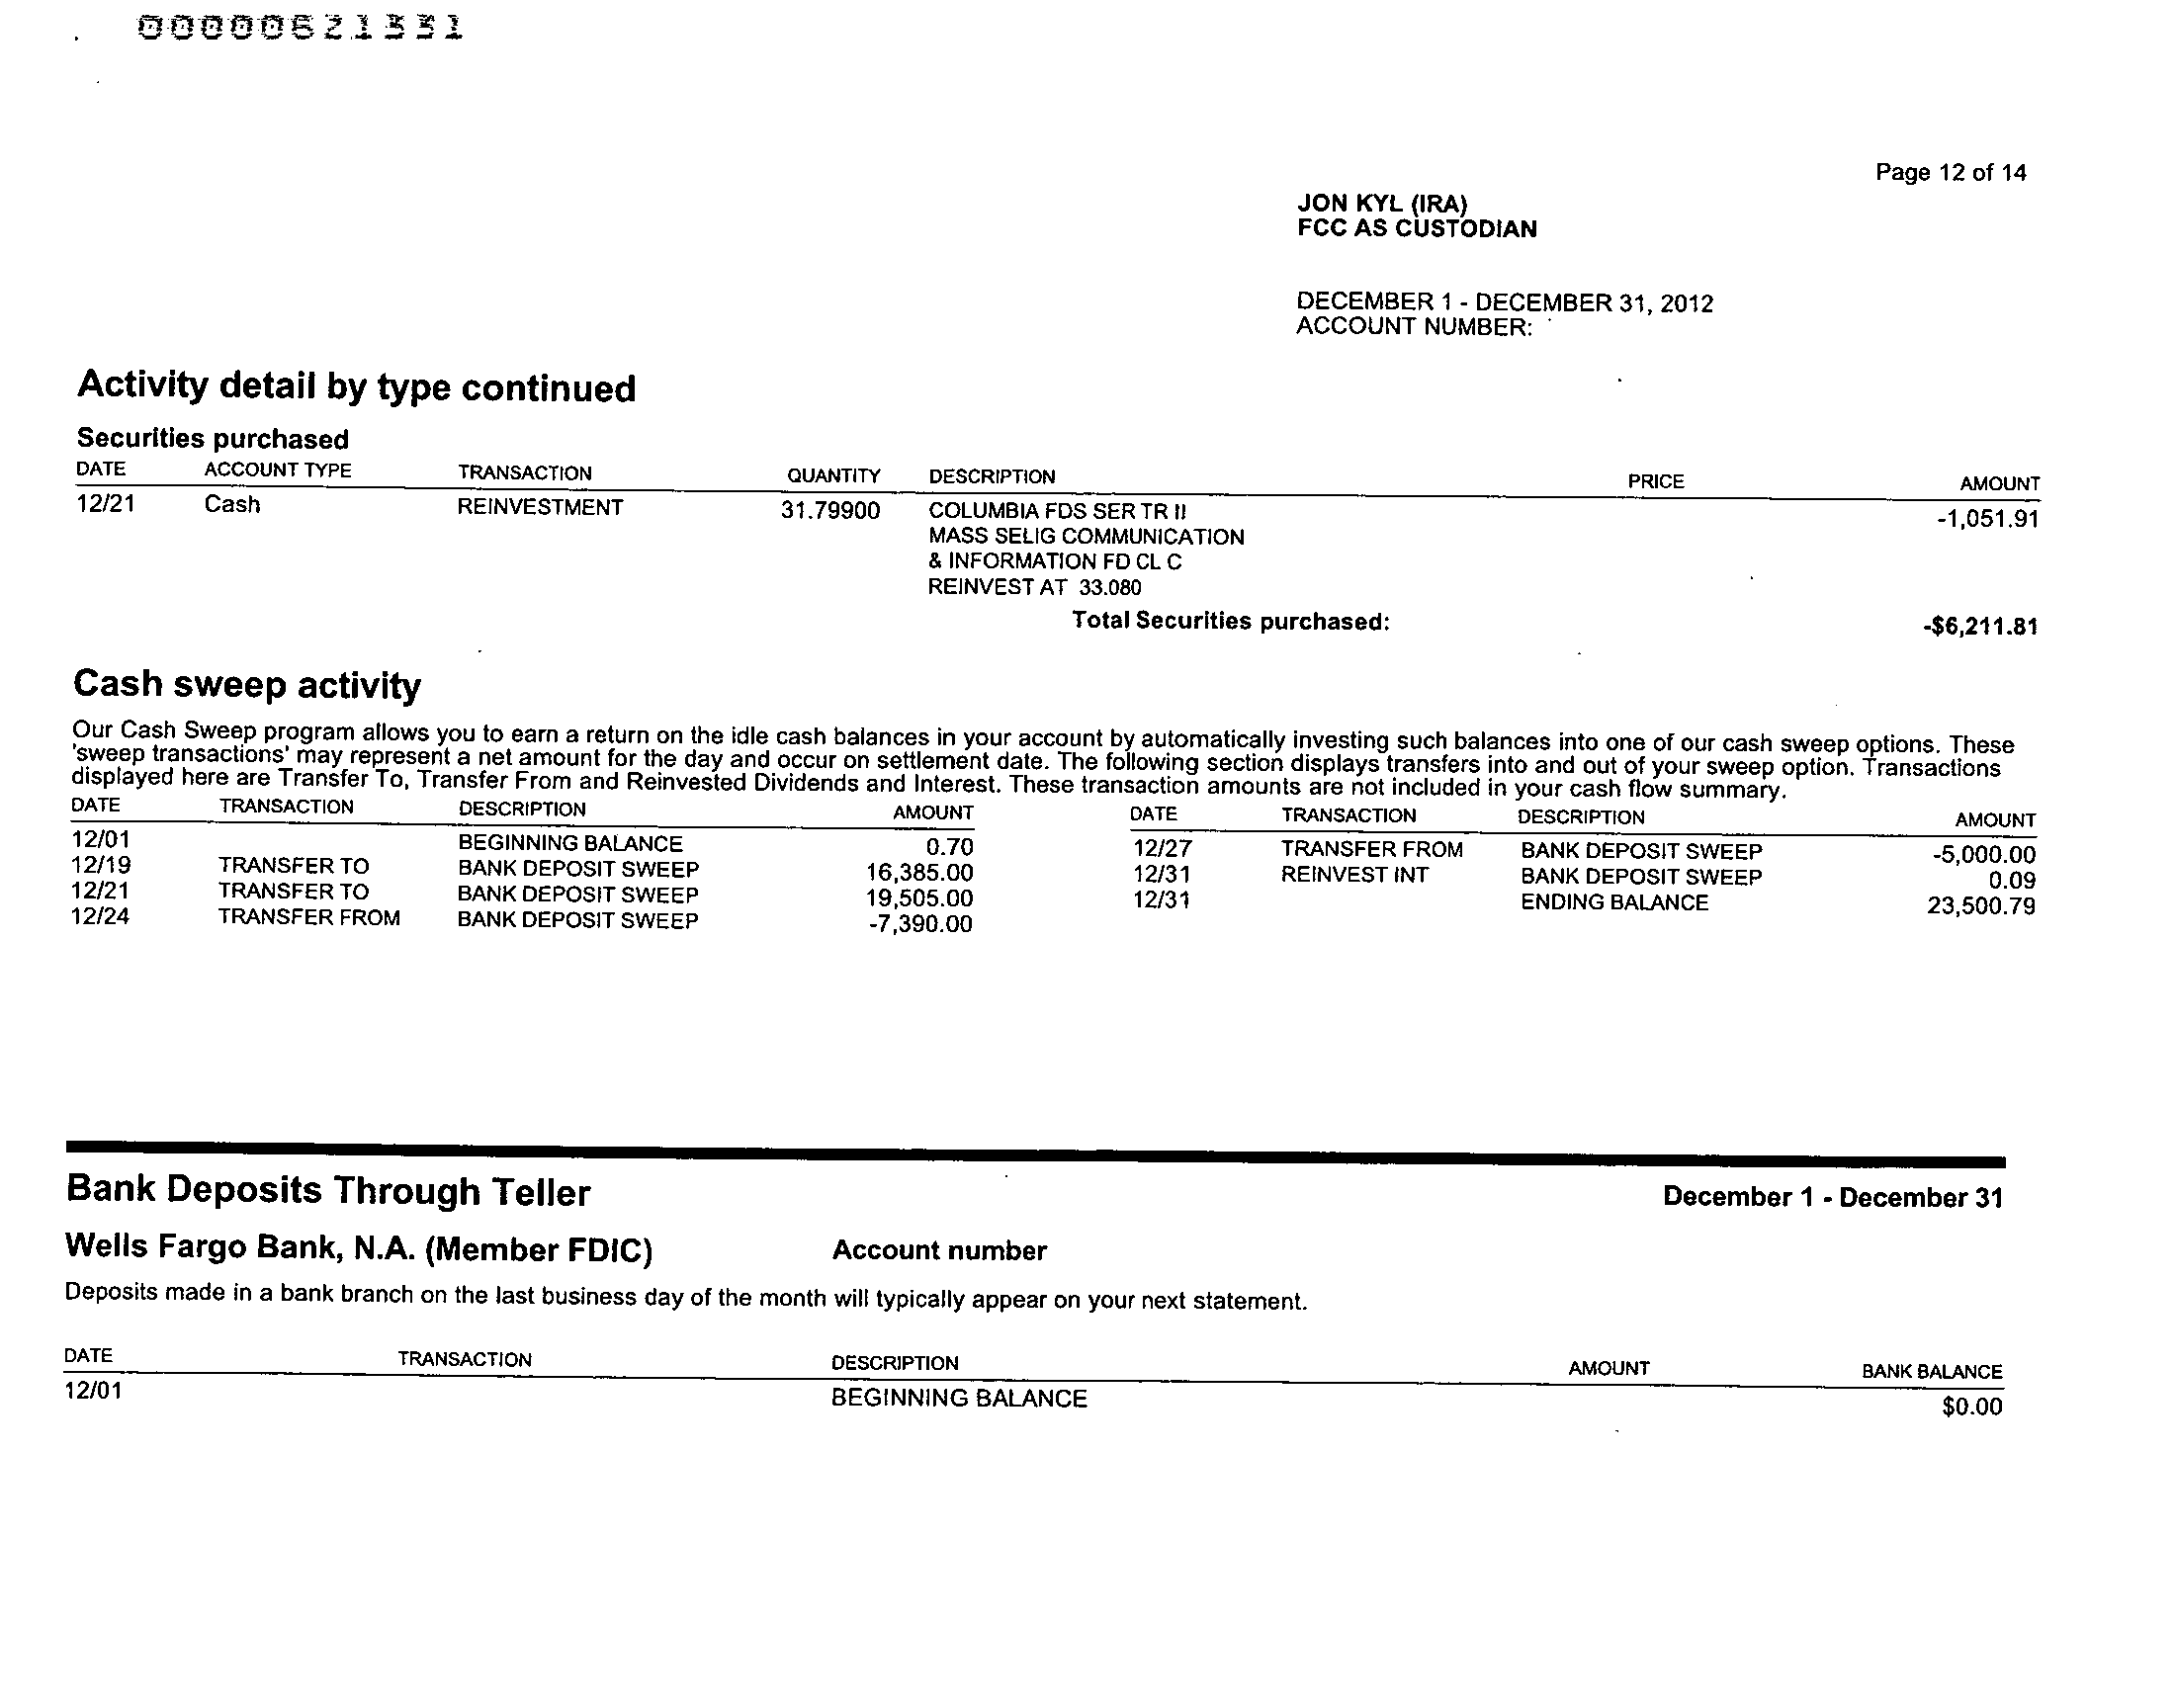 00000621331
Page 12 of 14
JON KYL (IRA)
FCC AS CUSTODIAN
DECEMBER 1 - DECEMBER 31, 2012
ACCOUNT NUMBER:
Activity detail by type continued
Securities purchased
DATE ACCOUNT TYPE TRANSACTION QUANTITY DESCRIPTION PRICE AMOUNT
12/21 Cash REINVESTMENT 31.79900 COLUMBIA FDS SER TR II -1,051.91
MASS SELIG COMMUNICATION
& INFORMATION FD CL C
REINVEST AT 33.080
Total Securities purchased: -$6,211.81
Cash sweep activity
Our Cash Sweep program allows you to earn a return on the idle cash balances in your account by automatically investing such balances into one of our cash sweep options. These
'sweep transactions' may represent a net amount for the day and occur on settlement date. The following section displays transfers into and out of your sweep option. Transactions
displayed here are Transfer To, Transfer From and Reinvested Dividends and Interest. These transaction amounts are not included in your cash flow summary.
DATE TRANSACTION DESCRIPTION AMOUNT DATE TRANSACTION DESCRIPTION AMOUNT
12/01 BEGINNING BALANCE 0.70 12/27 TRANSFER FROM BANK DEPOSIT SWEEP -5,000.00
12/19 TRANSFER TO BANK DEPOSIT SWEEP 16,385.00 12/31 REINVEST INT BANK DEPOSIT SWEEP 0.09
12/21 TRANSFER TO BANK DEPOSIT SWEEP 19,505.00 12/31 ENDING BALANCE 23,500.79
12/24 TRANSFER FROM BANK DEPOSIT SWEEP -7,390.00
Bank Deposits Through Teller December 1 - December 31
Wells Fargo Bank, N.A. (Member FDIC) Account number
Deposits made in a bank branch on the last business day of the month will typically appear on your next statement.
DATE TRANSACTION DESCRIPTION AMOUNT BANK BALANCE
12/01 BEGINNING BALANCE $0.00